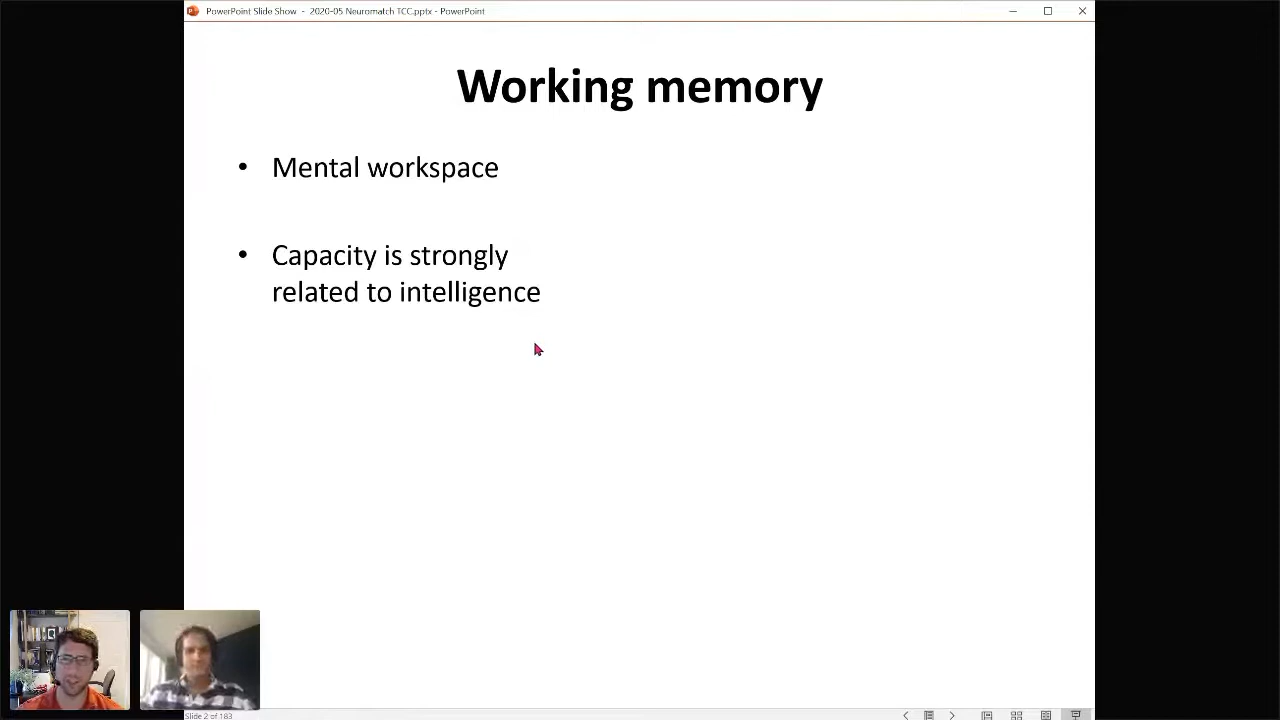 PowerPoint Slide Show - 2020-05 Neuromatch TCC.pptx - PowerPoint
Working memory
• Mental workspace
• Capacity is strongly
related to intelligence
Slide 2 of 183